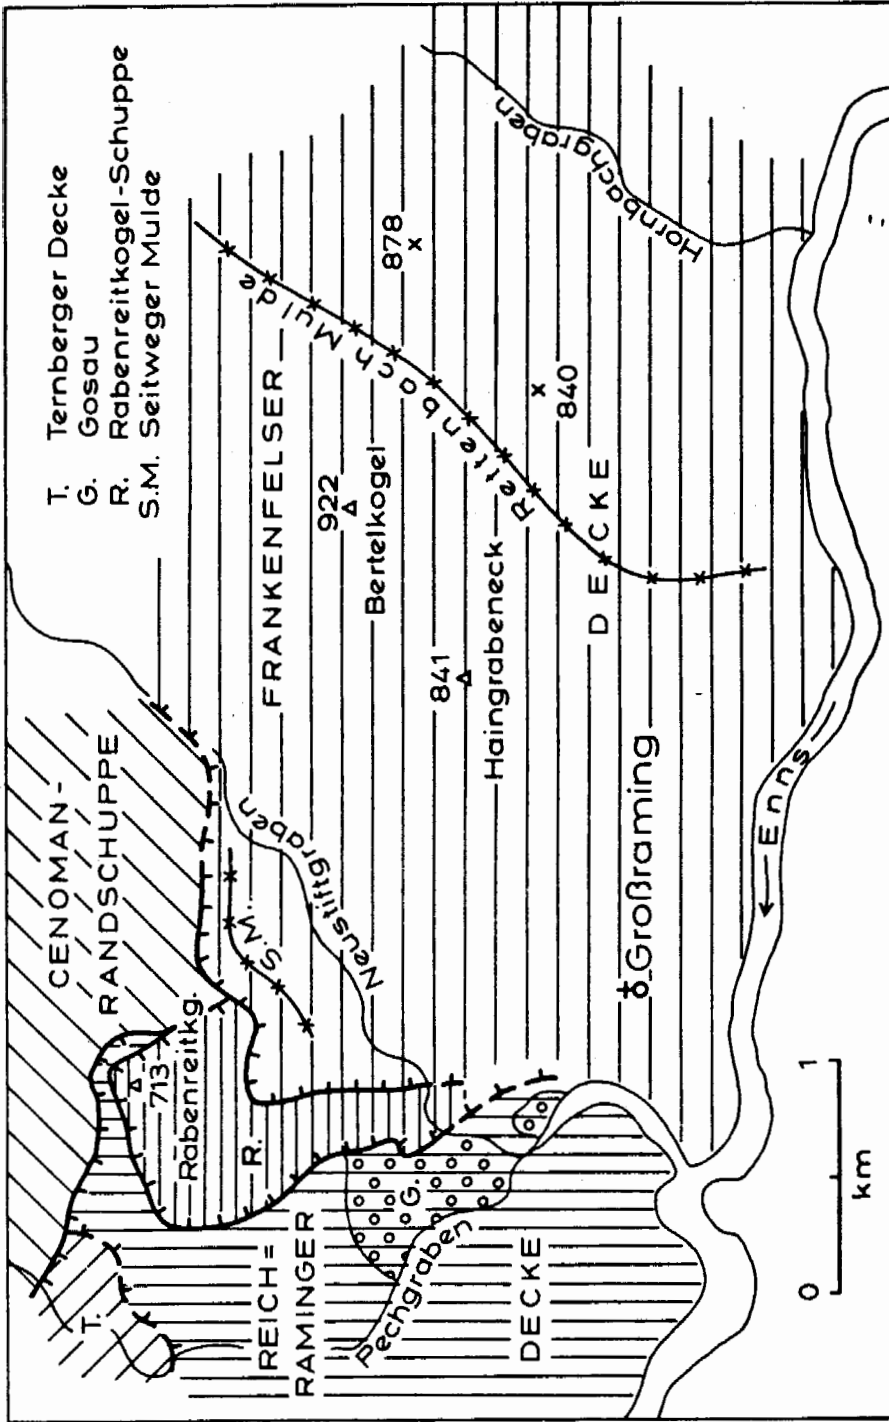 T. Ternberger Decke
G. Gosau
R. Rabenreitkogel-Schuppe
S.M. Seitweger Mulde
CENOMAN-
RANDSCHUPPE
T.
713
Rabenreitkg.
R.
S.M.
Neustiftgraben
FRANKENFELSER
922
Bertelkogel
841
Haingrabeneck
Reitenbach Mulde
878
840
DECKE
Hornbachgraben
REICH=
RAMINGER
DECKE
G.
Pechgraben
Großraming
Enns
0 1
km